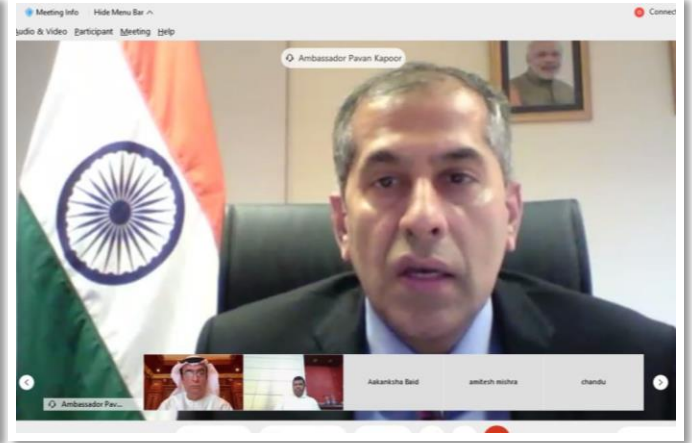 Meeting Info Hide Menu Bar
Connect
Audio & Video Participant Meeting Help
Ambassador Pavan Kapoor
Aakanksha Baid amitesh mishra chandu
Ambassador Pav...